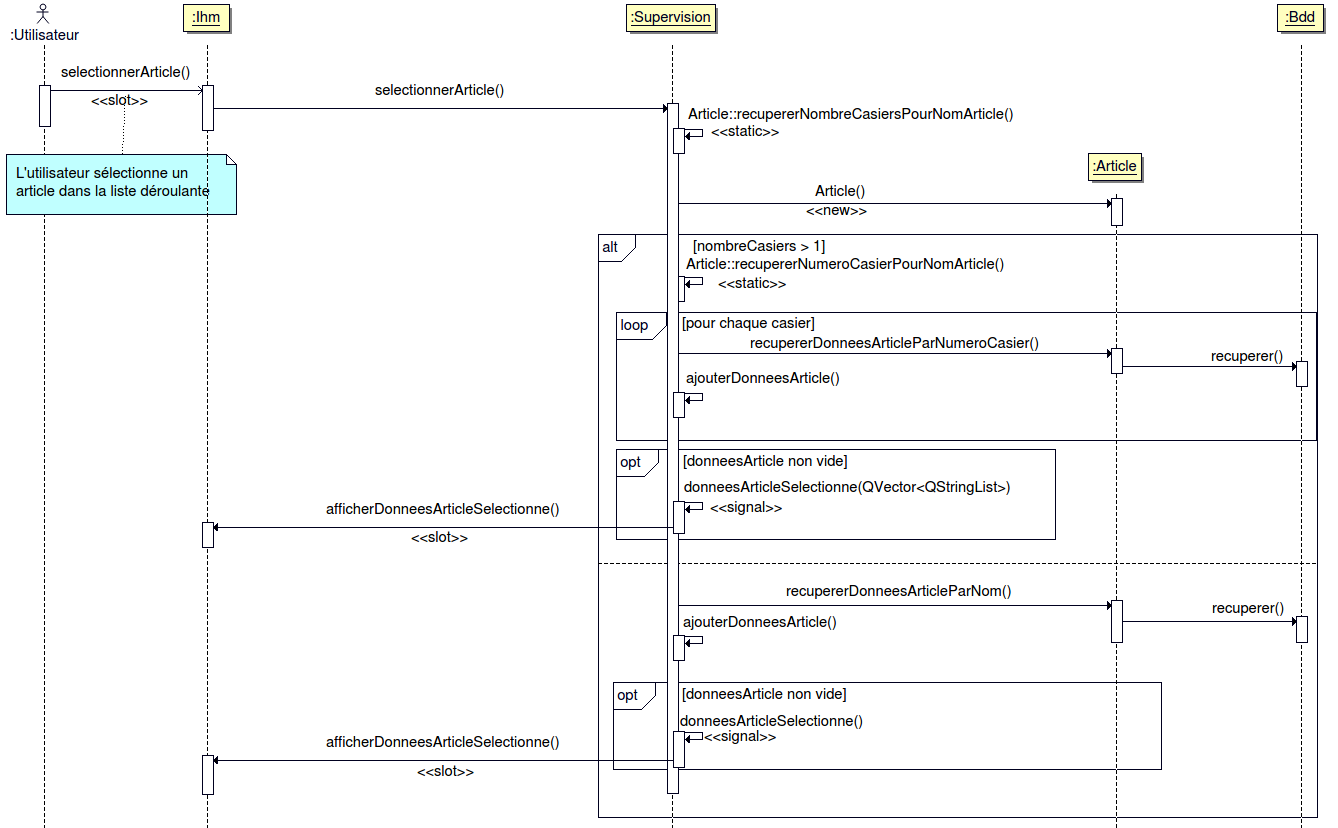 :Utilisateur
:Ihm
:Supervision
:Bdd
selectionnerArticle()
<<slot>>
selectionnerArticle()
Article::recupererNombreCasiersPourNomArticle()
<<static>>
L'utilisateur sélectionne un
article dans la liste déroulante
:Article
Article()
<<new>>
alt
[nombreCasiers > 1]
Article::recupererNumeroCasierPourNomArticle()
<<static>>
loop
[pour chaque casier]
recupererDonneesArticleParNumeroCasier()
recuperer()
ajouterDonneesArticle()
opt
[donneesArticle non vide]
donneesArticleSelectionne(QVector<QStringList>)
<<signal>>
afficherDonneesArticleSelectionne()
<<slot>>
recupererDonneesArticleParNom()
recuperer()
ajouterDonneesArticle()
opt
[donneesArticle non vide]
donneesArticleSelectionne()
<<signal>>
afficherDonneesArticleSelectionne()
<<slot>>